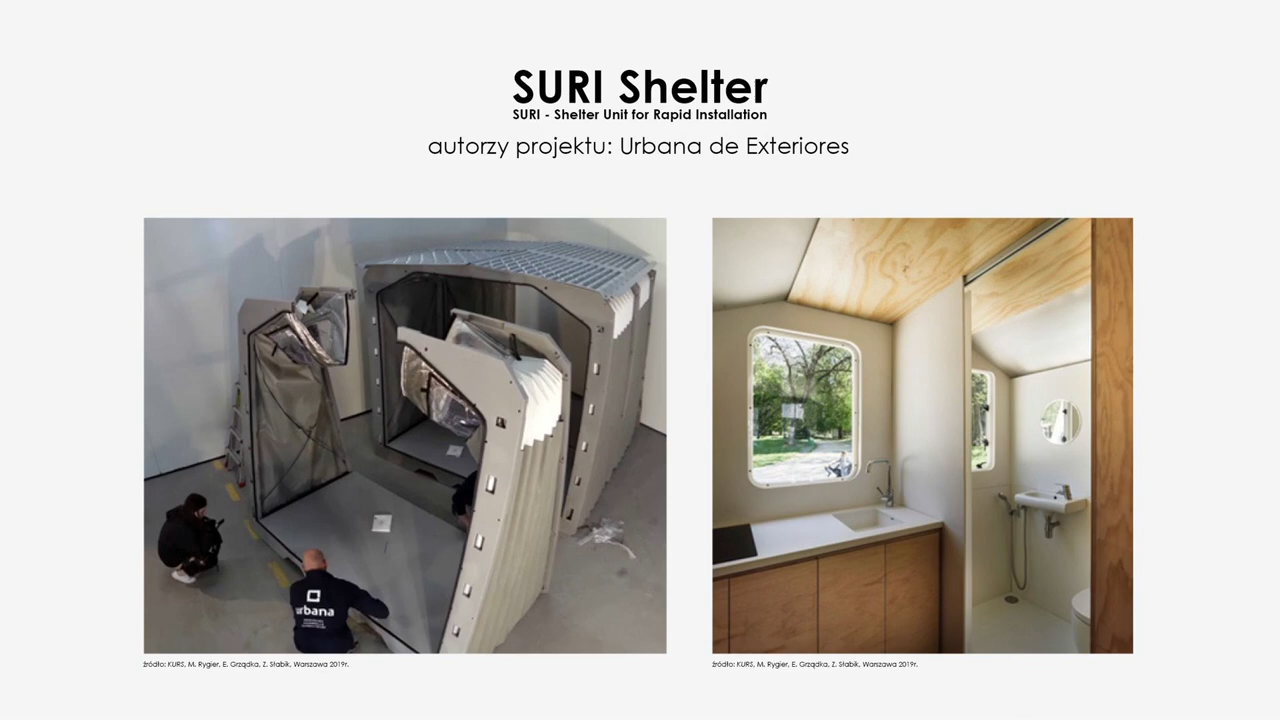 SURI Shelter
SURI - Shelter Unit for Rapid Installation
autorzy projektu: Urbana de Exteriores
urbana
źródło: KURS, M. Rygier, E. Grządka, Z. Słabik, Warszawa 2019r.
źródło: KURS, M. Rygier, E. Grządka, Z. Słabik, Warszawa 2019r.